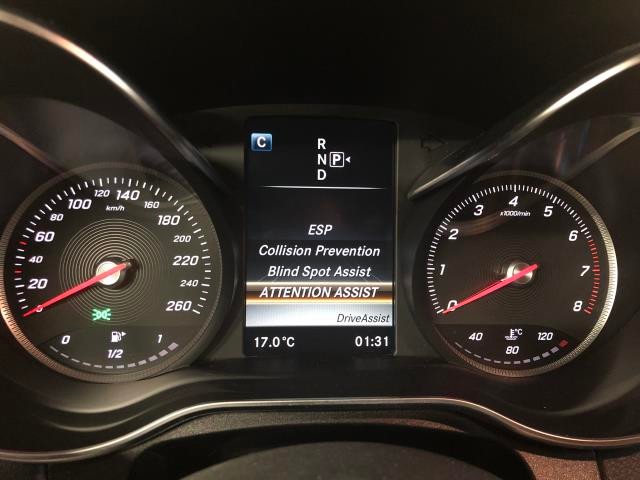 C
R
N P
D
ESP
Collision Prevention
Blind Spot Assist
ATTENTION ASSIST
DriveAssist
17.0°C 01:31
0 20 40 60 80 100 120 140 160 180 200 220 240 260
km/h
0 1/2 1
0 1 2 3 4 5 6 7 8
x1000/min
°C
40 80 120